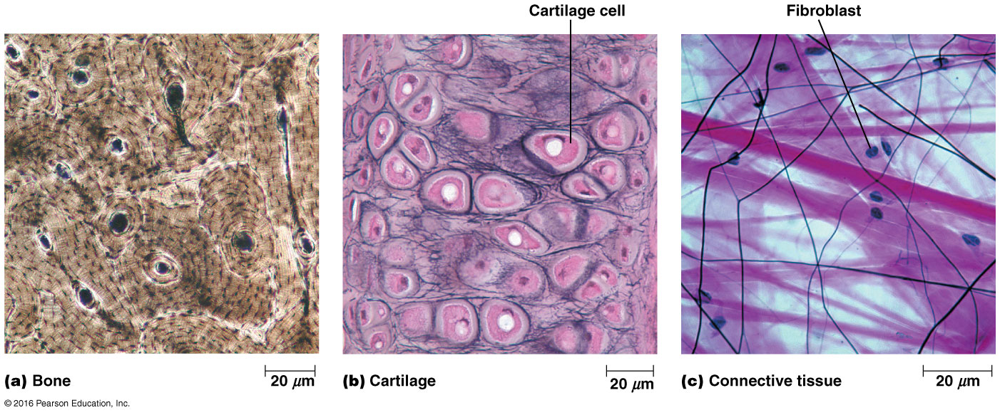 Cartilage cell
Fibroblast
(a) Bone
20 μm
(b) Cartilage
20 μm
(c) Connective tissue
20 μm
© 2016 Pearson Education, Inc.